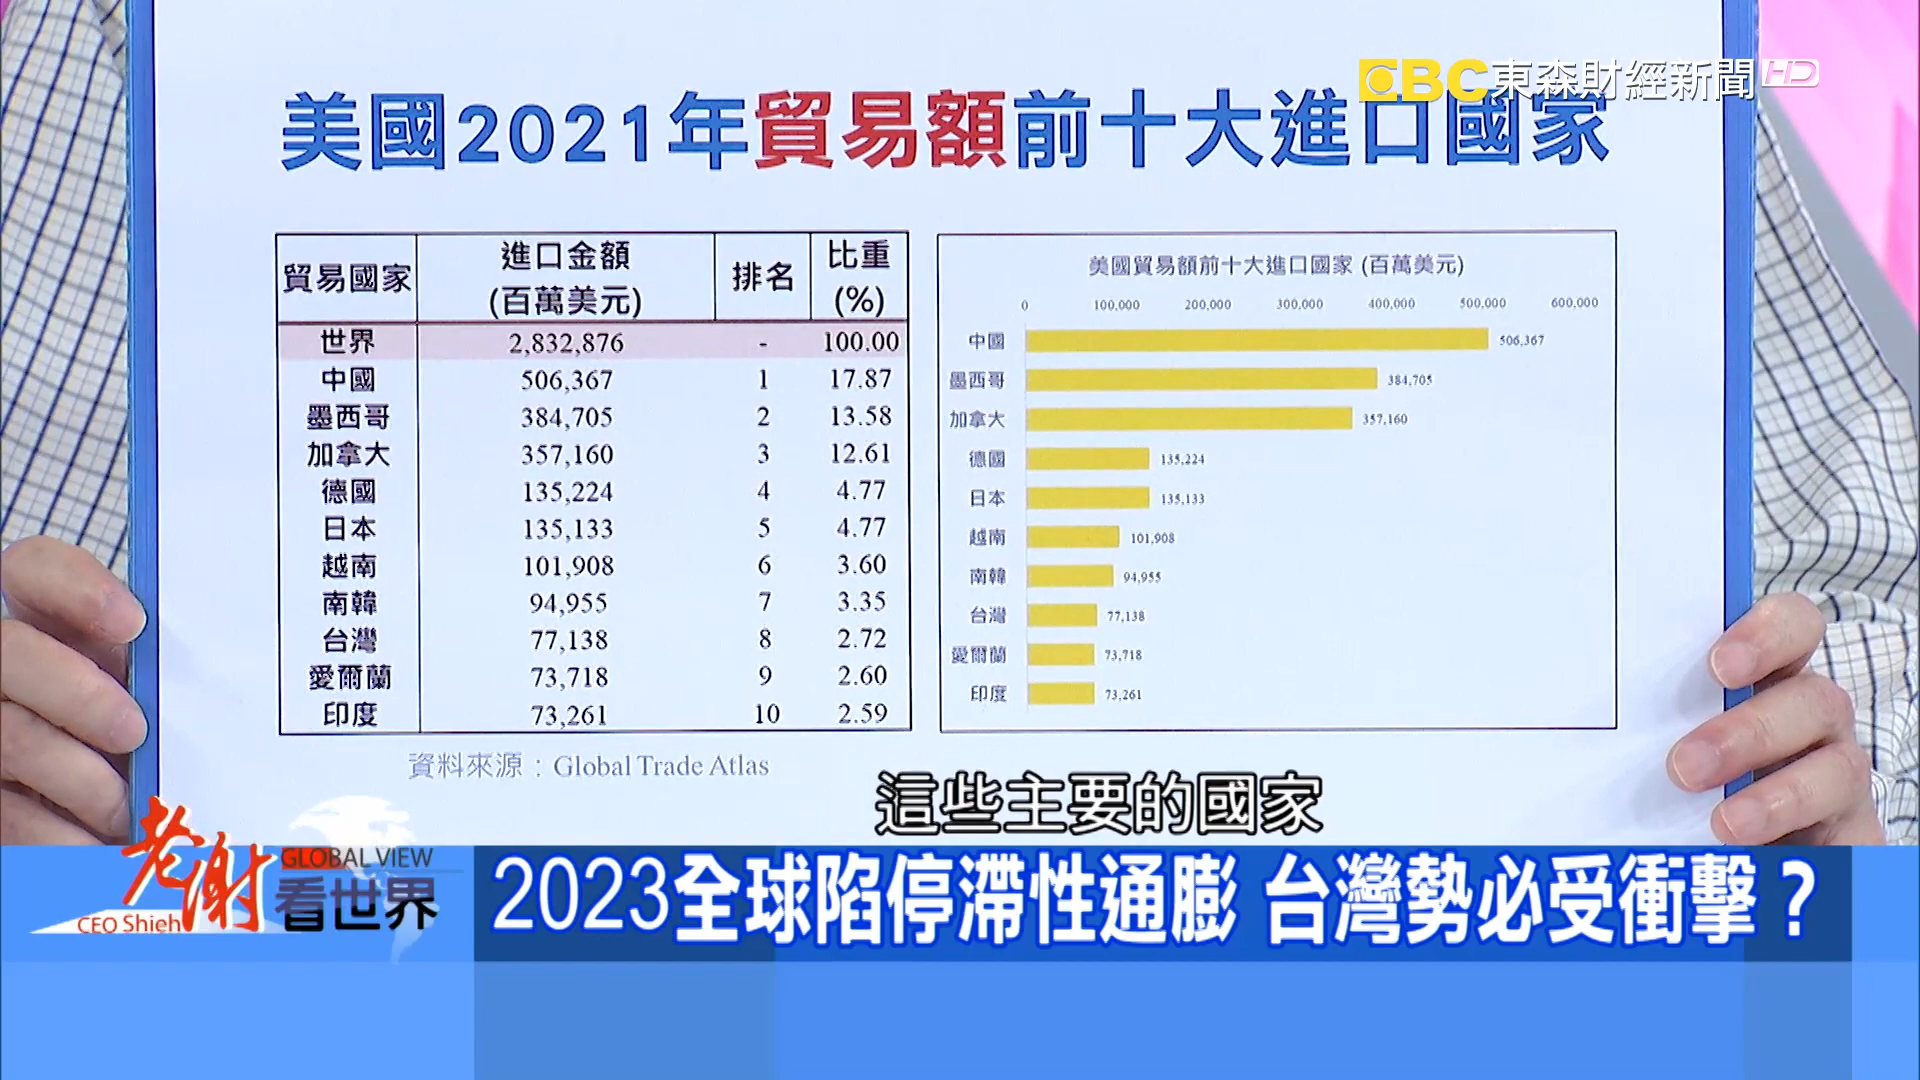 EBC 東森財經新聞 HD
美國2021年貿易額前十大進口國家
貿易國家 進口金額(百萬美元) 排名 比重(%)
世界 2,832,876 - 100.00
中國 506,367 1 17.87
墨西哥 384,705 2 13.58
加拿大 357,160 3 12.61
德國 135,224 4 4.77
日本 135,133 5 4.77
越南 101,908 6 3.60
南韓 94,955 7 3.35
台灣 77,138 8 2.72
愛爾蘭 73,718 9 2.60
印度 73,261 10 2.59
資料來源：Global Trade Atlas
美國貿易額前十大進口國家 (百萬美元)
0 100,000 200,000 300,000 400,000 500,000 600,000
中國 506,367
墨西哥 384,705
加拿大 357,160
德國 135,224
日本 135,133
越南 101,908
南韓 94,955
台灣 77,138
愛爾蘭 73,718
印度 73,261
這些主要的國家
老謝 GLOBAL VIEW
看世界
CEO Shieh
2023全球陷停滯性通膨 台灣勢必受衝擊？